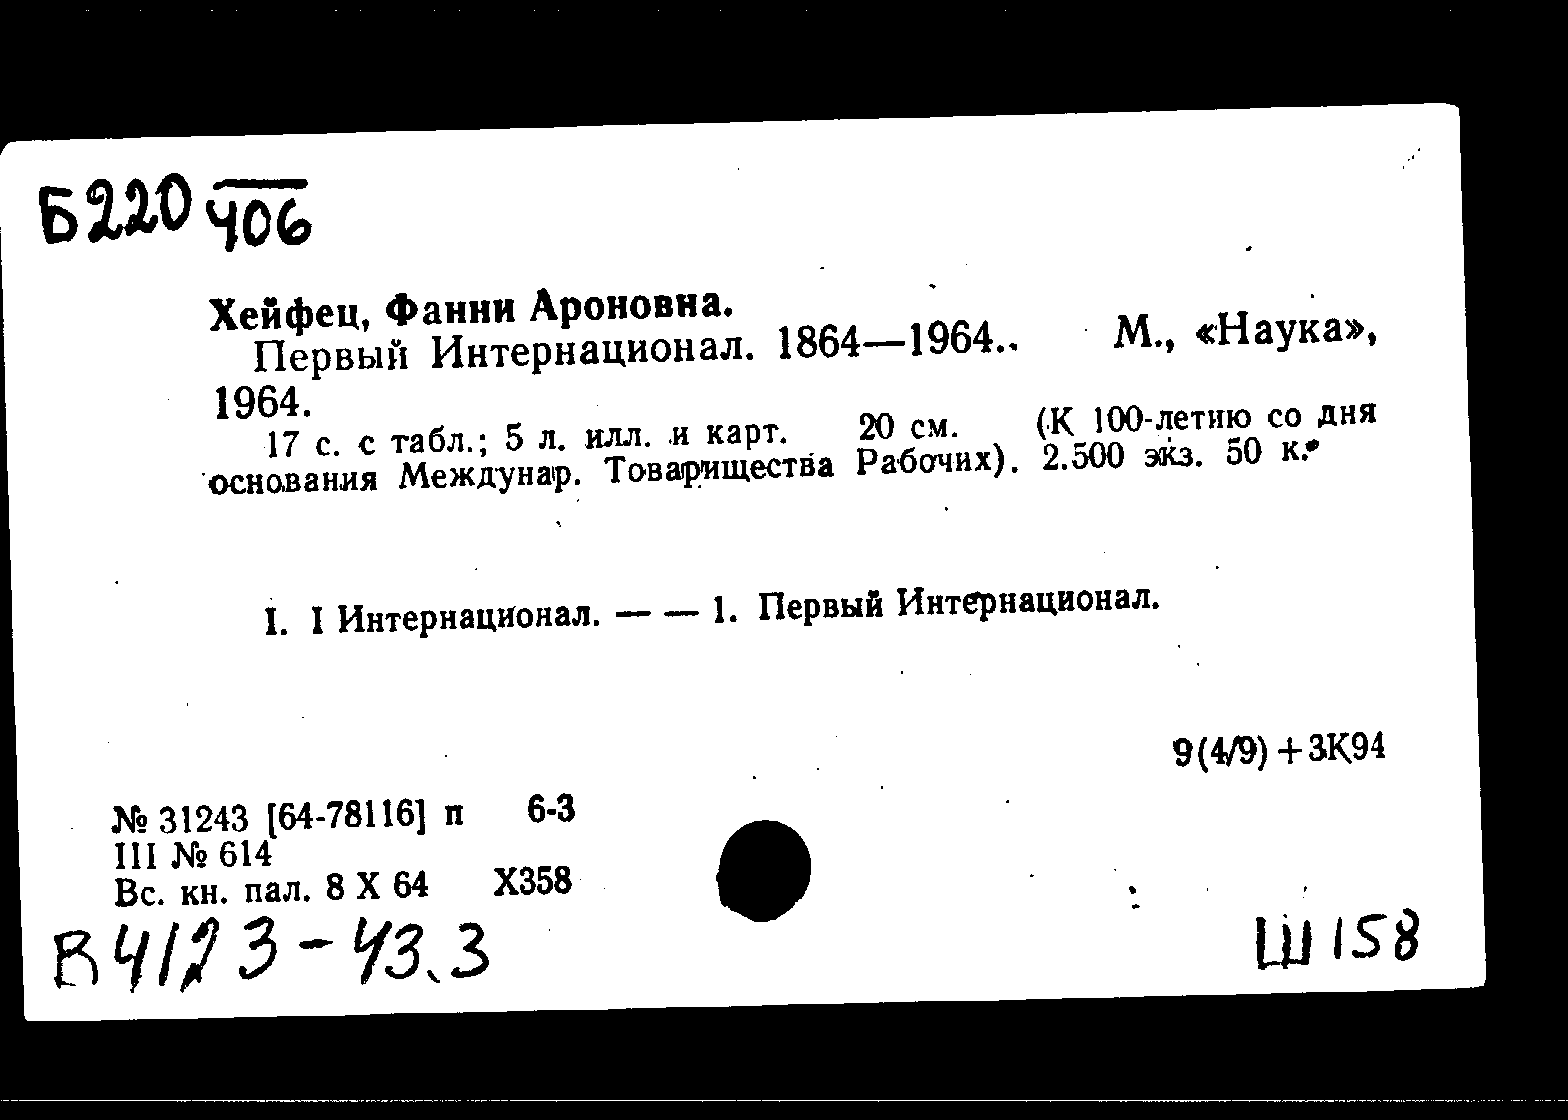 Б220 406
Хейфец, Фанни Ароновна.
Первый Интернационал. 1864—1964.. М., «Наука»,
1964.
17 с. с табл.; 5 л. илл. и карт. 20 см. (К 100-летию со дня
основания Междунар. Товарищества Рабочих). 2.500 экз. 50 к.
I. I Интернационал. — — 1. Первый Интернационал.
9(4/9)+3К94
№ 31243 [64-78116] п 6-3
III № 614
Вс. кн. пал. 8 X 64 Х358
В4123-43.3 Ш158